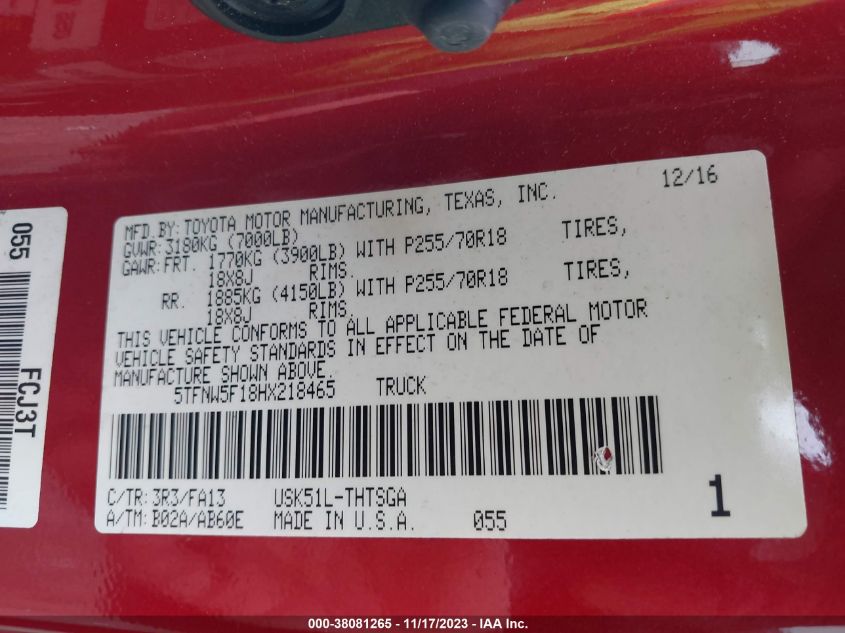 MFD.BY:TOYOTA MOTOR MANUFACTURING, TEXAS, INC. 12/16
GVWR:3180KG (7000LB)
GAWR:FRT. 1770KG (3900LB) WITH P255/70R18 TIRES,
18X8J RIMS.
RR. 1885KG (4150LB) WITH P255/70R18 TIRES,
18X8J RIMS.
THIS VEHICLE CONFORMS TO ALL APPLICABLE FEDERAL MOTOR
VEHICLE SAFETY STANDARDS IN EFFECT ON THE DATE OF
MANUFACTURE SHOWN ABOVE.
5TFNW5F18HX218465 TRUCK
C/TR:3R3/FA13 USK51L-THTSGA
A/TM:B02A/AB60E MADE IN U.S.A. 055
1
055
FCJ3T
000-38081265 - 11/17/2023 - IAA Inc.